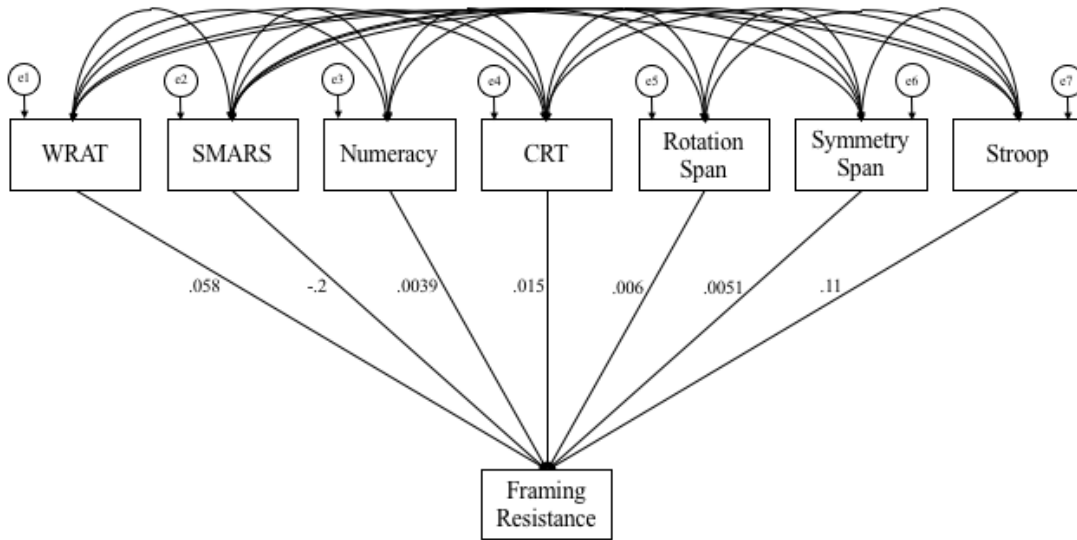 e1
e2
e3
e4
e5
e6
e7
WRAT
SMARS
Numeracy
CRT
Rotation
Span
Symmetry
Span
Stroop
.058
-.2
.0039
.015
.006
.0051
.11
Framing
Resistance